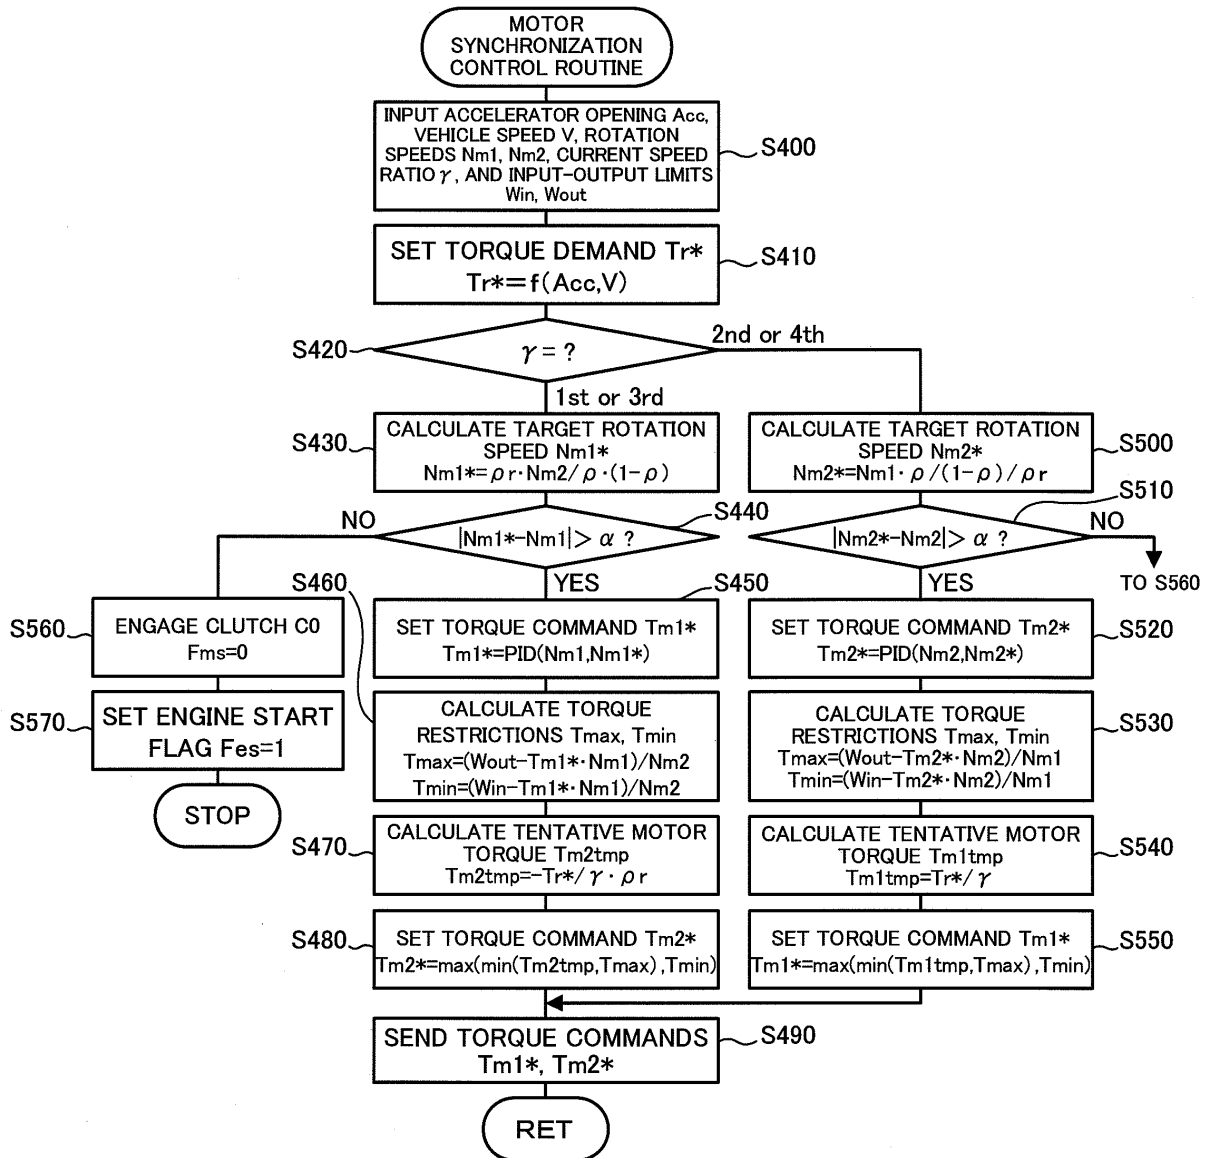 MOTOR
SYNCHRONIZATION
CONTROL ROUTINE
INPUT ACCELERATOR OPENING Acc,
VEHICLE SPEED V, ROTATION
SPEEDS Nm1, Nm2, CURRENT SPEED
RATIO γ, AND INPUT-OUTPUT LIMITS
Win, Wout
S400
SET TORQUE DEMAND Tr*
Tr*=f(Acc,V)
S410
S420
γ = ?
2nd or 4th
1st or 3rd
S430
CALCULATE TARGET ROTATION
SPEED Nm1*
Nm1*=ρr·Nm2/ρ·(1-ρ)
CALCULATE TARGET ROTATION
SPEED Nm2*
Nm2*=Nm1·ρ/(1-ρ)/ρr
S500
NO
|Nm1*-Nm1|> α ?
S440
YES
|Nm2*-Nm2|> α ?
S510
NO
YES
TO S560
S560
ENGAGE CLUTCH C0
Fms=0
S570
SET ENGINE START
FLAG Fes=1
STOP
S450
SET TORQUE COMMAND Tm1*
Tm1*=PID(Nm1,Nm1*)
SET TORQUE COMMAND Tm2*
Tm2*=PID(Nm2,Nm2*)
S520
S460
CALCULATE TORQUE
RESTRICTIONS Tmax, Tmin
Tmax=(Wout-Tm1*·Nm1)/Nm2
Tmin=(Win-Tm1*·Nm1)/Nm2
CALCULATE TORQUE
RESTRICTIONS Tmax, Tmin
Tmax=(Wout-Tm2*·Nm2)/Nm1
Tmin=(Win-Tm2*·Nm2)/Nm1
S530
S470
CALCULATE TENTATIVE MOTOR
TORQUE Tm2tmp
Tm2tmp=-Tr*/γ·ρr
CALCULATE TENTATIVE MOTOR
TORQUE Tm1tmp
Tm1tmp=Tr*/γ
S540
S480
SET TORQUE COMMAND Tm2*
Tm2*=max(min(Tm2tmp,Tmax),Tmin)
SET TORQUE COMMAND Tm1*
Tm1*=max(min(Tm1tmp,Tmax),Tmin)
S550
SEND TORQUE COMMANDS
Tm1*, Tm2*
S490
RET